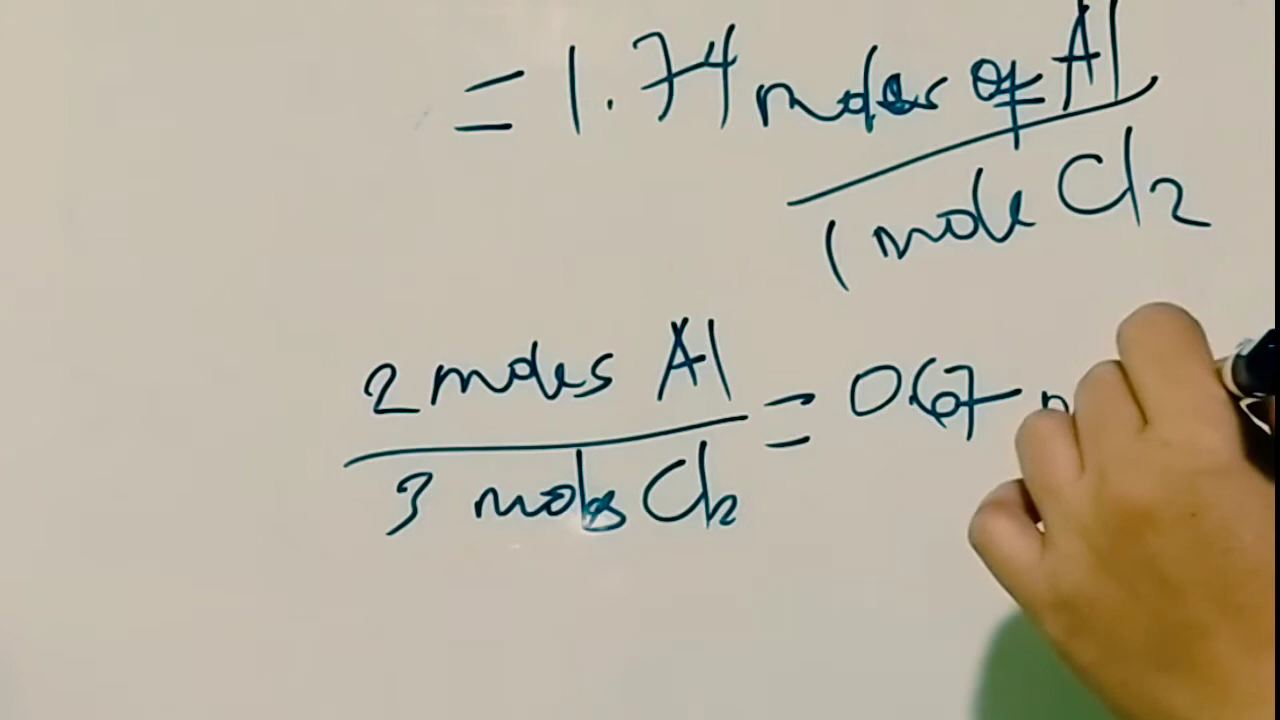 = 1.74 moles of Al
1 mole Cl2
2 moles Al
= 0.67
3 moles Cl2